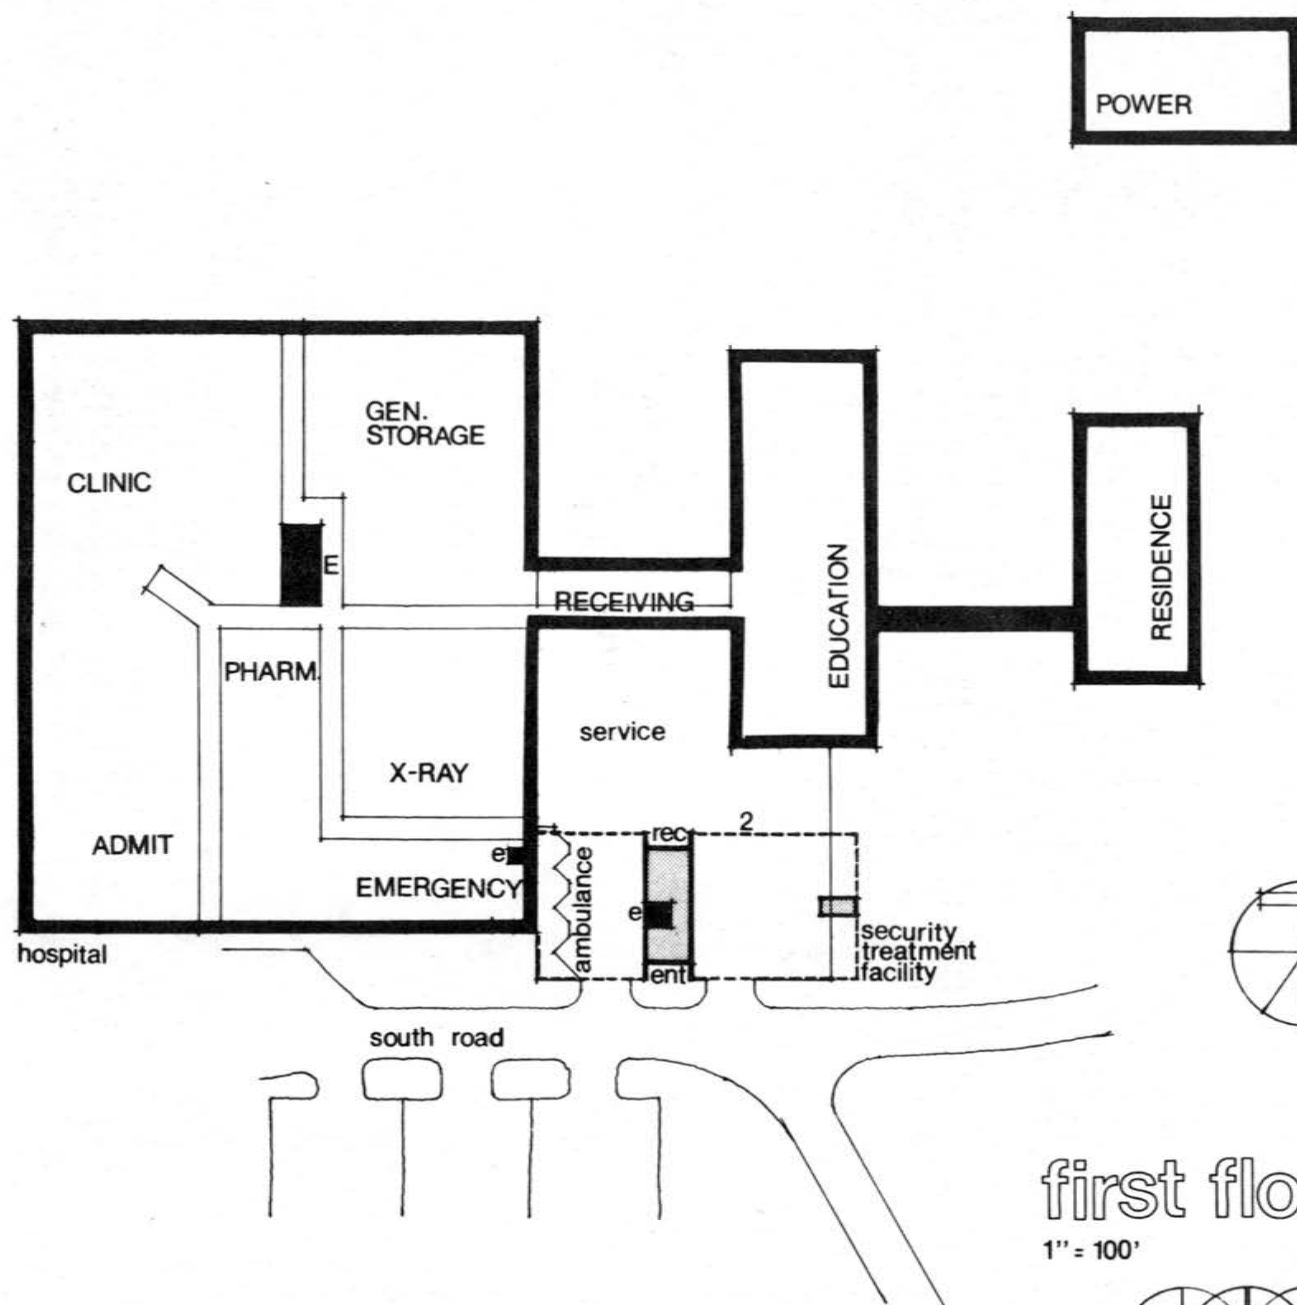 POWER
GEN.
STORAGE
CLINIC
E
RECEIVING
EDUCATION
RESIDENCE
PHARM.
service
X-RAY
ADMIT
2
rec
e
EMERGENCY
ambulance
e
security
treatment
facility
hospital
ent
south road
first flo
1" = 100'